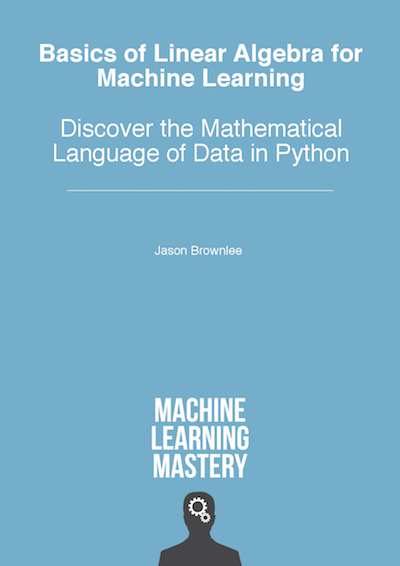 Basics of Linear Algebra for
Machine Learning
Discover the Mathematical
Language of Data in Python
Jason Brownlee
MACHINE
LEARNING
MASTERY